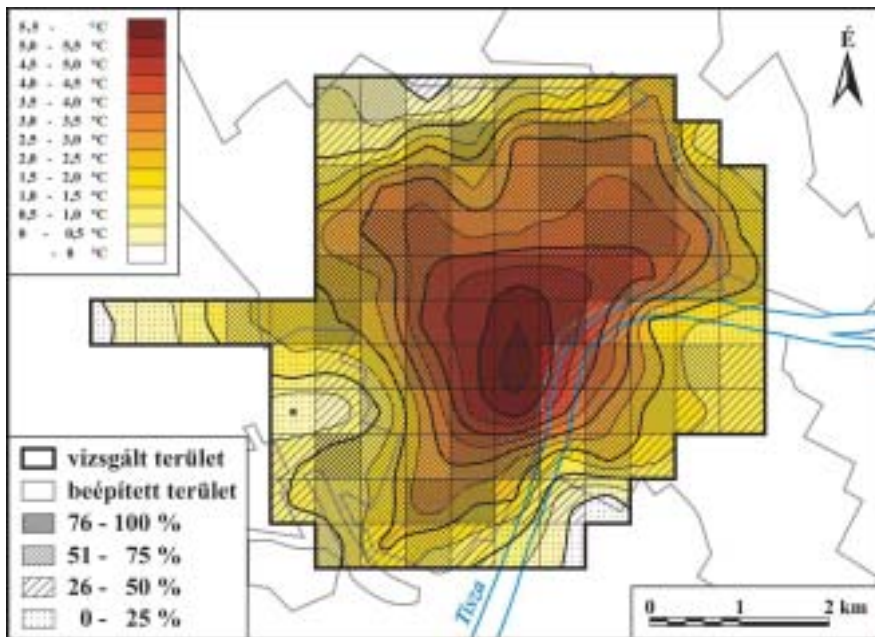 5,5 - °C
5,0 - 5,5 °C
4,5 - 5,0 °C
4,0 - 4,5 °C
3,5 - 4,0 °C
3,0 - 3,5 °C
2,5 - 3,0 °C
2,0 - 2,5 °C
1,5 - 2,0 °C
1,0 - 1,5 °C
0,5 - 1,0 °C
0 - 0,5 °C
- 0 °C
É
vizsgált terület
beépített terület
76 - 100 %
51 - 75 %
26 - 50 %
0 - 25 %
Tisza
0 1 2 km